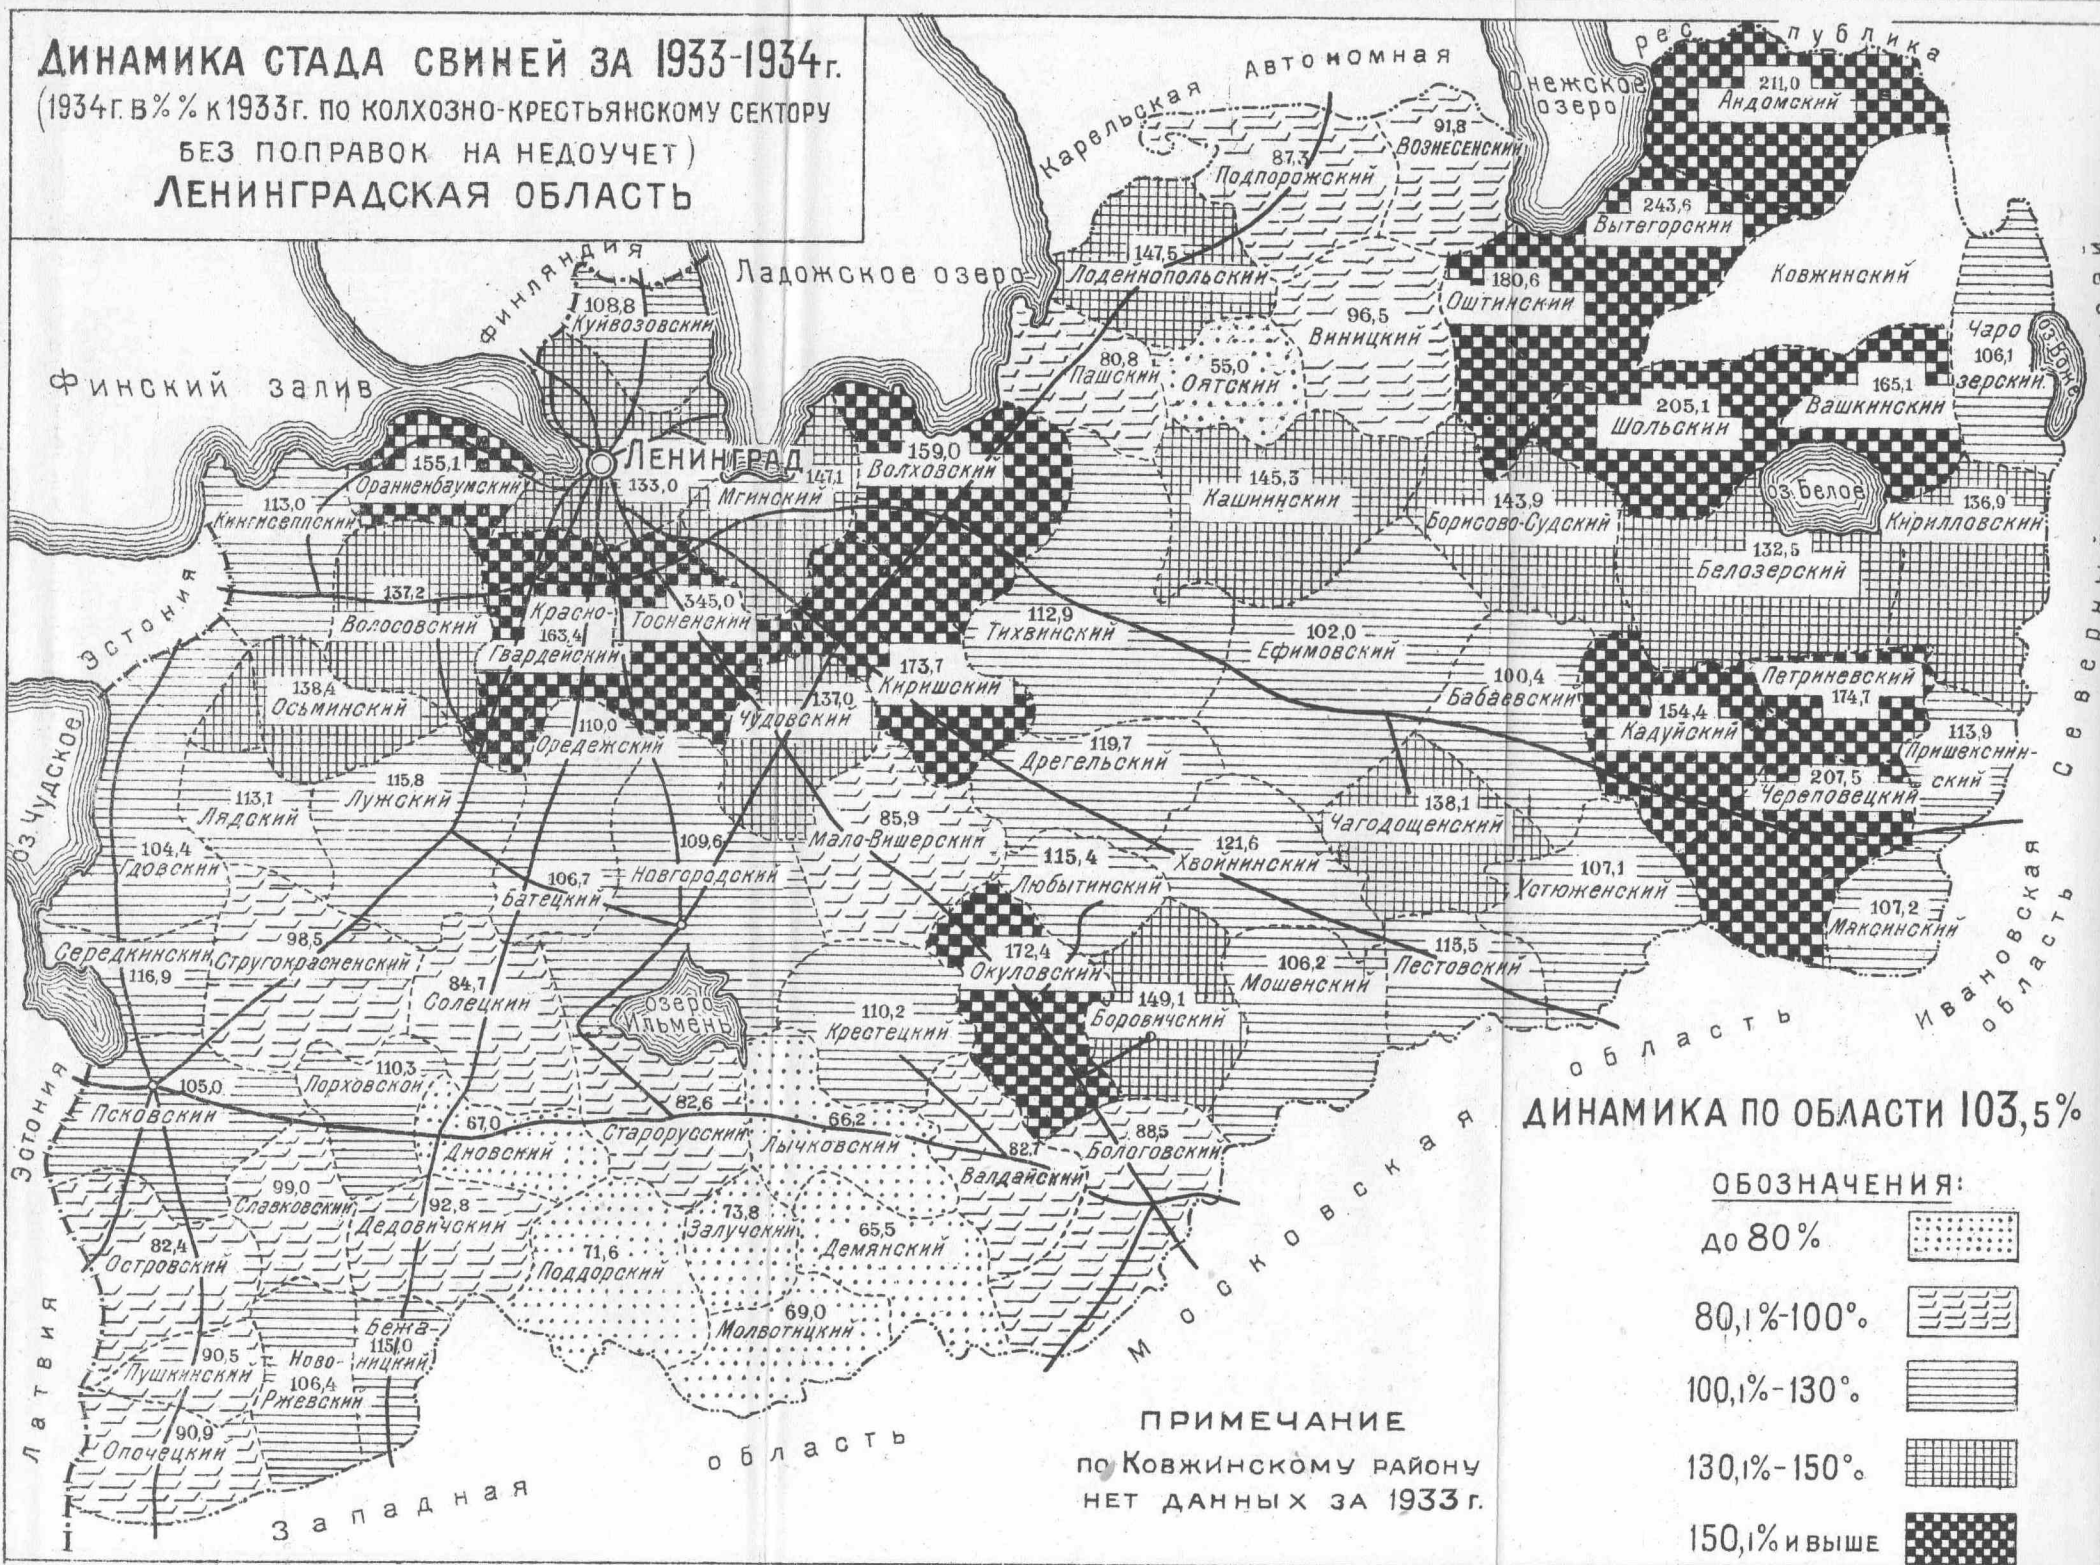 ДИНАМИКА СТАДА СВИНЕЙ ЗА 1933-1934 г.
(1934 г. В % % К 1933 г. ПО КОЛХОЗНО-КРЕСТЬЯНСКОМУ СЕКТОРУ
БЕЗ ПОПРАВОК НА НЕДОУЧЕТ)
ЛЕНИНГРАДСКАЯ ОБЛАСТЬ
Карельская Автономная
республика
Онежское
озеро
211,0
Андомский
91,8
Вознесенский
87,3
Подпорожский
243,6
Вытегорский
Ковжинский
147,5
Лодейнопольский
180,6
Оштинский
Финляндия
Ладожское озеро
108,8
Куйвозовский
96,5
Виницкий
Чаро
106,1
зерский
оз. Воже
80,8
Пашский
55,0
Оятский
Финский залив
165,1
Вашкинский
205,1
Шольский
155,1
Ораниенбаумский
ЛЕНИНГРАД
133,0
147,1
Мгинский
159,0
Волховский
145,3
Кашиинский
143,9
Борисово-Судский
оз. Белое
136,9
Кирилловский
113,0
Кингисеппский
132,5
Белозерский
Эстония
137,2
Волосовский
Красно-
163,4
Гвардейский
345,0
Тосненский
112,9
Тихвинский
102,0
Ефимовский
100,4
Бабаевский
173,7
Киришский
Петриневский
174,7
138,4
Осьминский
137,0
Чудовский
110,0
Оредежский
154,4
Кадуйский
113,9
Пришекснин-
ский
119,7
Дрегельский
207,5
Череповецкий
оз. Чудское
115,8
Лужский
113,1
Лядский
138,1
Чагодощенский
85,9
Мало-Вишерский
104,4
Гдовский
109,6
Новгородский
115,4
Любытинский
121,6
Хвойнинский
107,1
Устюженский
106,7
Батецкий
107,2
Мяксинский
Ивановская
область
Середкинский
116,9
98,5
Стругокрасненский
84,7
Солецкий
172,4
Окуловский
106,2
Мошенский
113,5
Пестовский
озеро
Ильмень
110,2
Крестецкий
149,1
Боровичский
110,3
Порховской
105,0
Псковский
Эстония
67,0
Дновский
82,6
Старорусский
66,2
Лычковский
82,7
Валдайский
88,5
Бологовский
99,0
Славковский
92,8
Дедовичский
73,8
Залучский
65,5
Демянский
82,4
Островский
71,6
Поддорский
69,0
Молвотицкий
Бежа-
115,0
ницкий
90,5
Пушкинский
Ново-
106,4
Ржевский
90,9
Опочецкий
Латвия
Западная
область
Московская
область
ДИНАМИКА ПО ОБЛАСТИ 103,5%
ОБОЗНАЧЕНИЯ:
до 80%
80,1%-100%
100,1%-130%
130,1%-150%
150,1% и выше
ПРИМЕЧАНИЕ
по Ковжинскому району
нет данных за 1933 г.